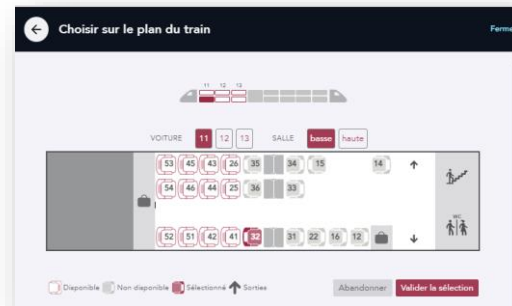 Choisir sur le plan du train
Ferme
11 12 13
VOITURE 11 12 13 SALLE basse haute
53 45 43 26 35 34 15 14
54 46 44 25 36 33
WC
52 51 42 41 32 31 22 16 12
Disponible Non disponible Sélectionné Sorties Abandonner Valider la sélection